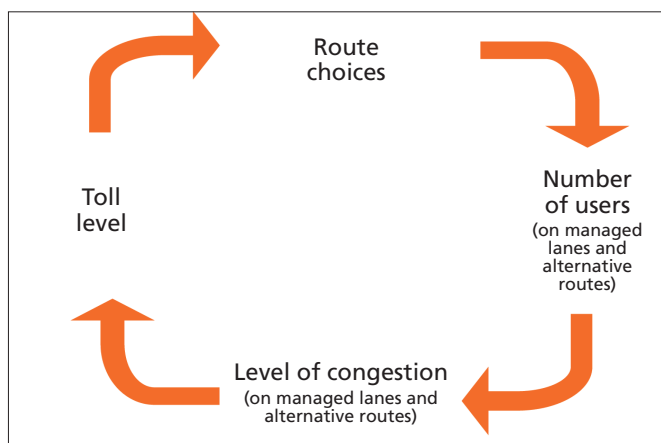 Route
choices
Number
of users
(on managed
lanes and
alternative
routes)
Level of congestion
(on managed lanes and
alternative routes)
Toll
level